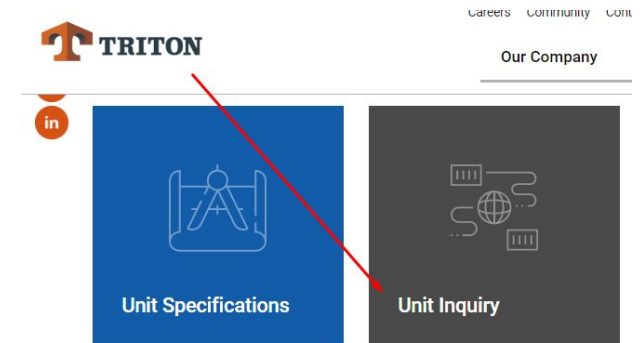 Careers Community
TRITON
Our Company
in
Unit Specifications
Unit Inquiry